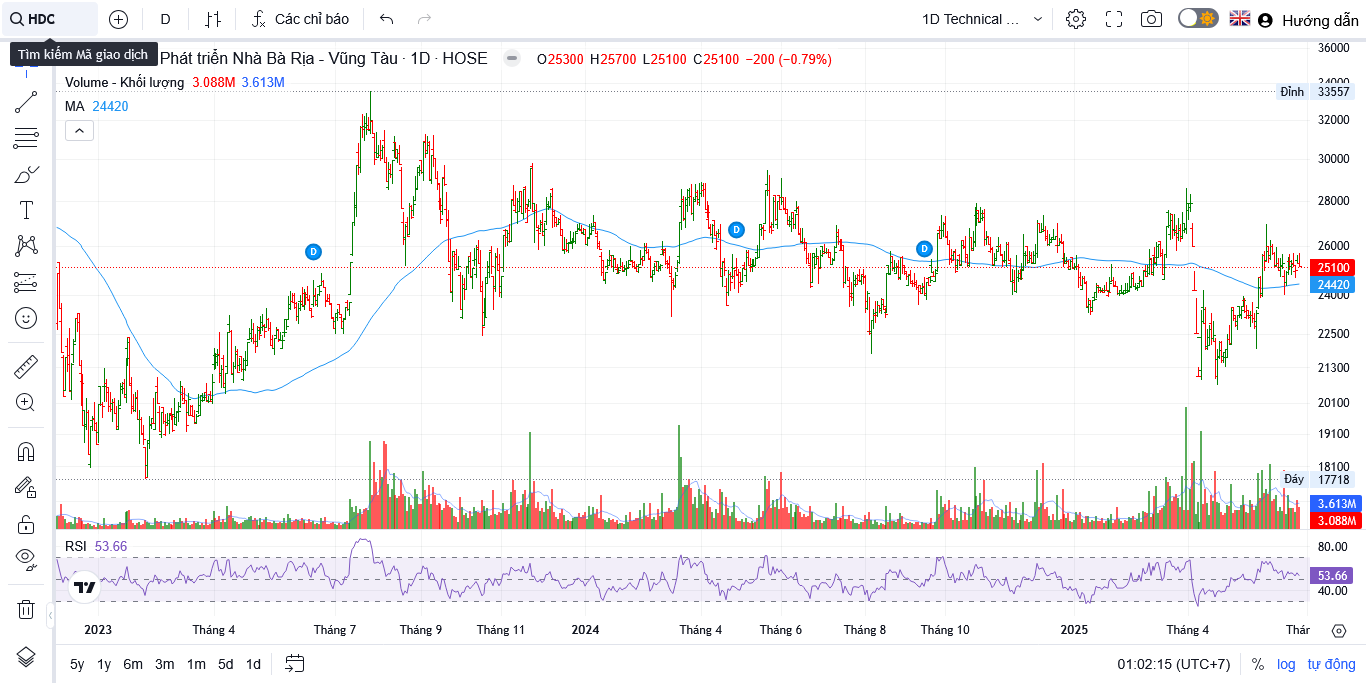 HDC
D
Các chỉ báo
1D Technical ...
Hướng dẫn
Tìm kiếm Mã giao dịch
Phát triển Nhà Bà Rịa - Vũng Tàu · 1D · HOSE
O25300 H25700 L25100 C25100 −200 (−0.79%)
Volume - Khối lượng 3.088M 3.613M
MA 24420
36000
34000
Đỉnh 33557
32000
30000
28000
26000
25100
24420
24000
22500
21300
20100
19100
18100
Đáy 17718
3.613M
3.088M
D
D
D
RSI 53.66
80.00
53.66
40.00
2023
Tháng 4
Tháng 7
Tháng 9
Tháng 11
2024
Tháng 4
Tháng 6
Tháng 8
Tháng 10
2025
Tháng 4
Thár
5y 1y 6m 3m 1m 5d 1d
01:02:15 (UTC+7)
% log tự động